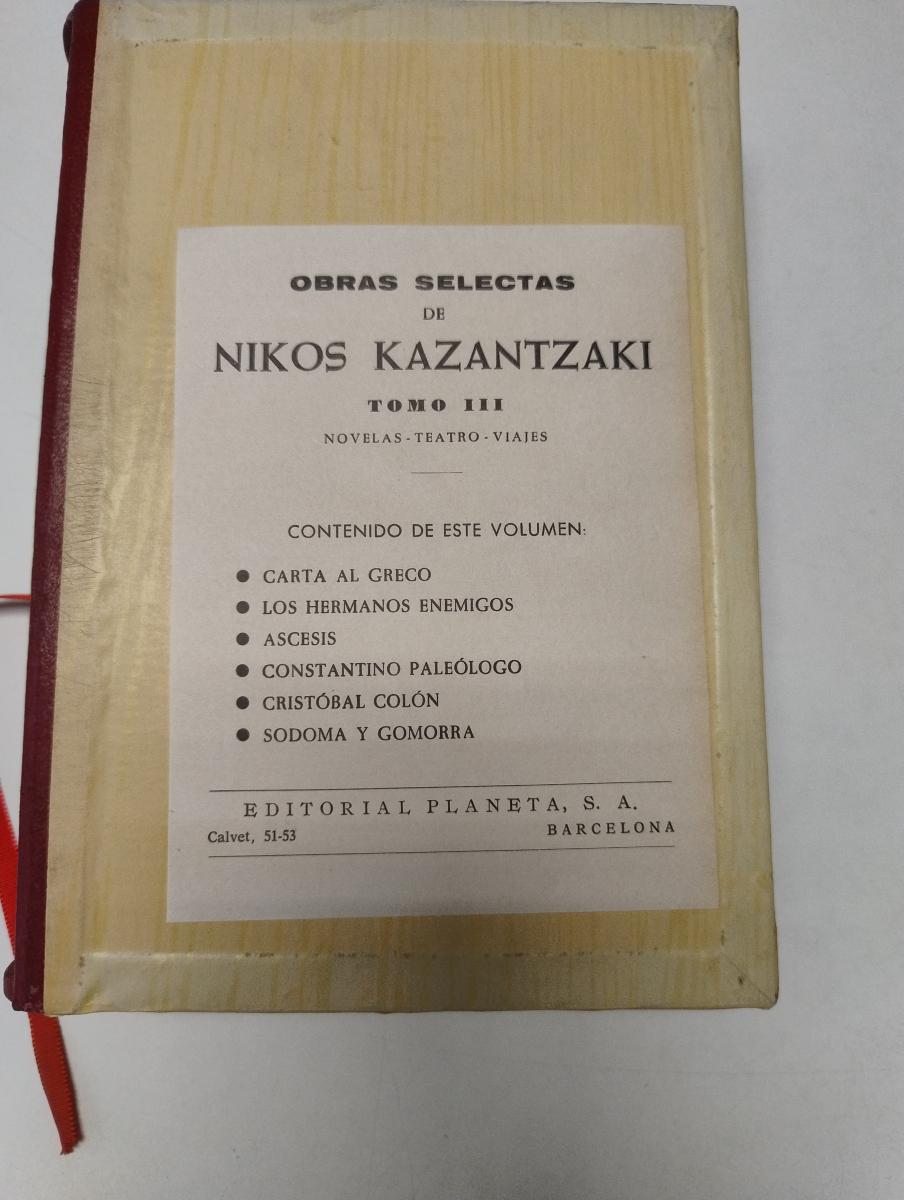 OBRAS SELECTAS
DE
NIKOS KAZANTZAKI
TOMO III
NOVELAS - TEATRO - VIAJES
CONTENIDO DE ESTE VOLUMEN:
● CARTA AL GRECO
● LOS HERMANOS ENEMIGOS
● ASCESIS
● CONSTANTINO PALEÓLOGO
● CRISTÓBAL COLÓN
● SODOMA Y GOMORRA
EDITORIAL PLANETA, S. A.
Calvet, 51-53 BARCELONA